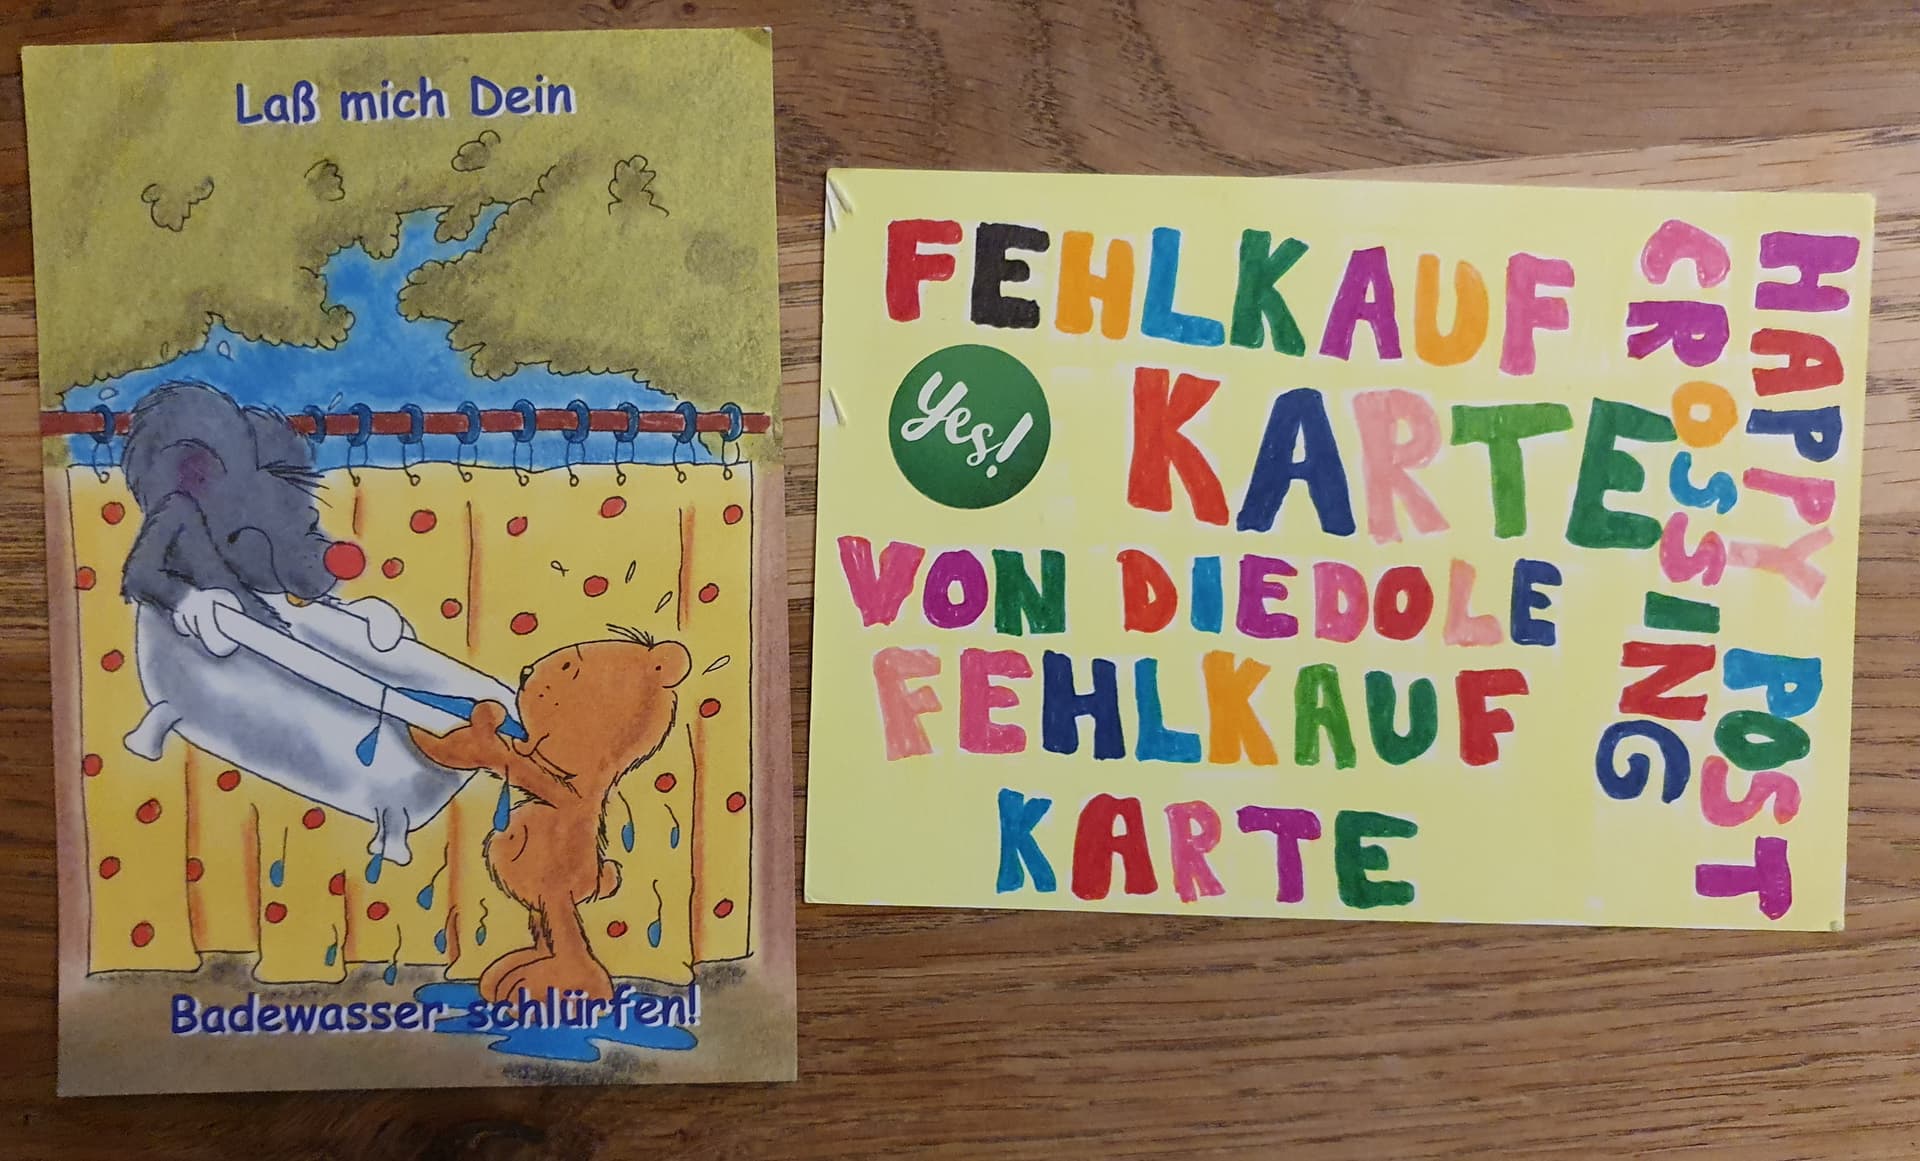 Laß mich Dein
Badewasser schlürfen!
FEHLKAUF
Yes!
KARTE
VON DIEDOLE
FEHLKAUF
KARTE
CROSSING
HAPPY POST